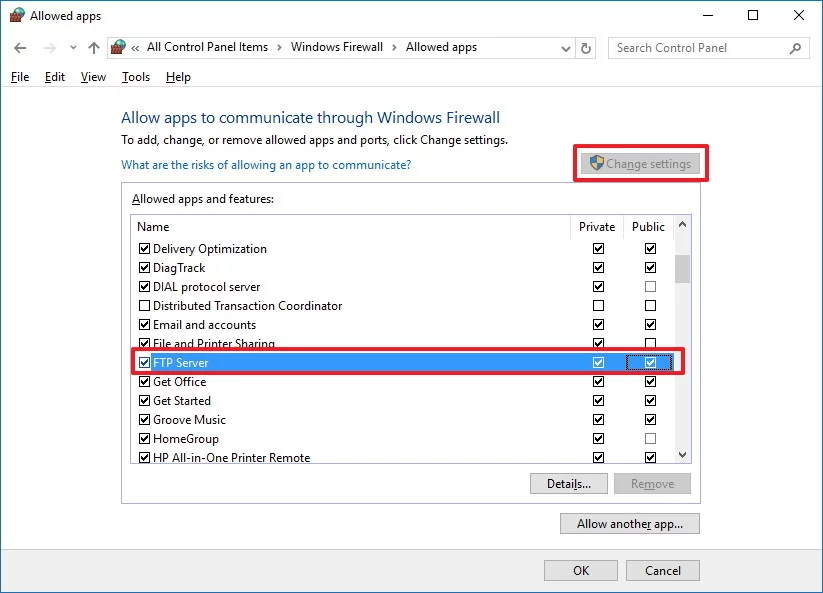 Allowed apps
« All Control Panel Items › Windows Firewall › Allowed apps
Search Control Panel
File Edit View Tools Help
Allow apps to communicate through Windows Firewall
To add, change, or remove allowed apps and ports, click Change settings.
What are the risks of allowing an app to communicate?
Change settings
Allowed apps and features:
Name Private Public
Delivery Optimization
DiagTrack
DIAL protocol server
Distributed Transaction Coordinator
Email and accounts
File and Printer Sharing
FTP Server
Get Office
Get Started
Groove Music
HomeGroup
HP All-in-One Printer Remote
Details... Remove
Allow another app...
OK Cancel